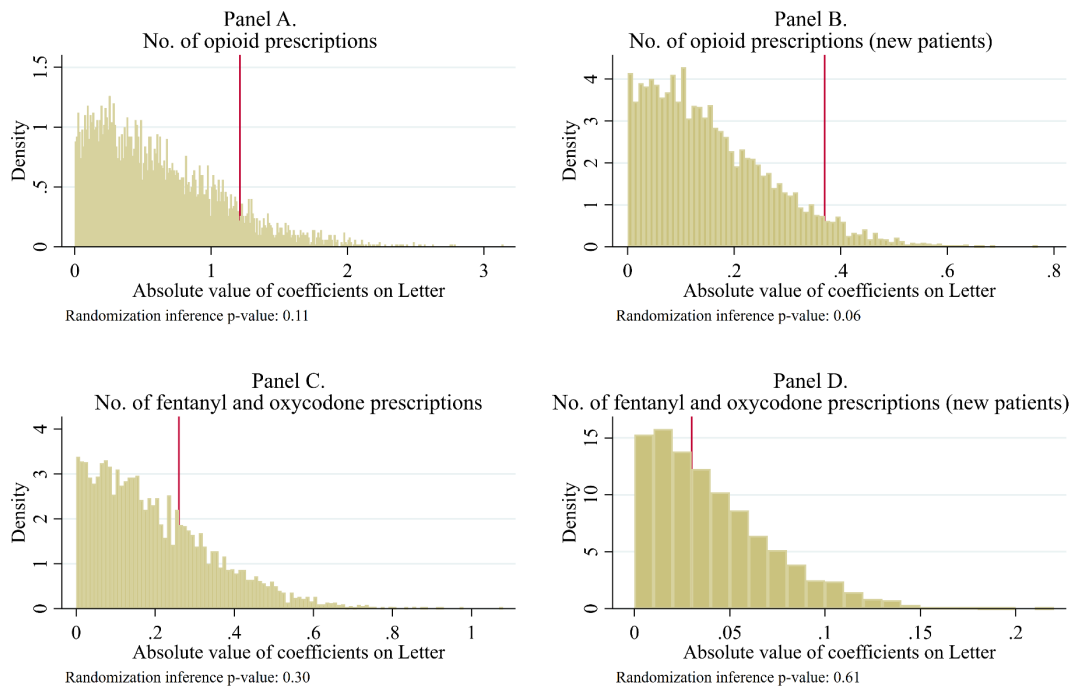 Panel A.
No. of opioid prescriptions
Density
1.5
1
.5
0
0 1 2 3
Absolute value of coefficients on Letter
Randomization inference p-value: 0.11
Panel B.
No. of opioid prescriptions (new patients)
Density
4
3
2
1
0
0 .2 .4 .6 .8
Absolute value of coefficients on Letter
Randomization inference p-value: 0.06
Panel C.
No. of fentanyl and oxycodone prescriptions
Density
4
3
2
1
0
0 .2 .4 .6 .8 1
Absolute value of coefficients on Letter
Randomization inference p-value: 0.30
Panel D.
No. of fentanyl and oxycodone prescriptions (new patients)
Density
15
10
5
0
0 .05 .1 .15 .2
Absolute value of coefficients on Letter
Randomization inference p-value: 0.61